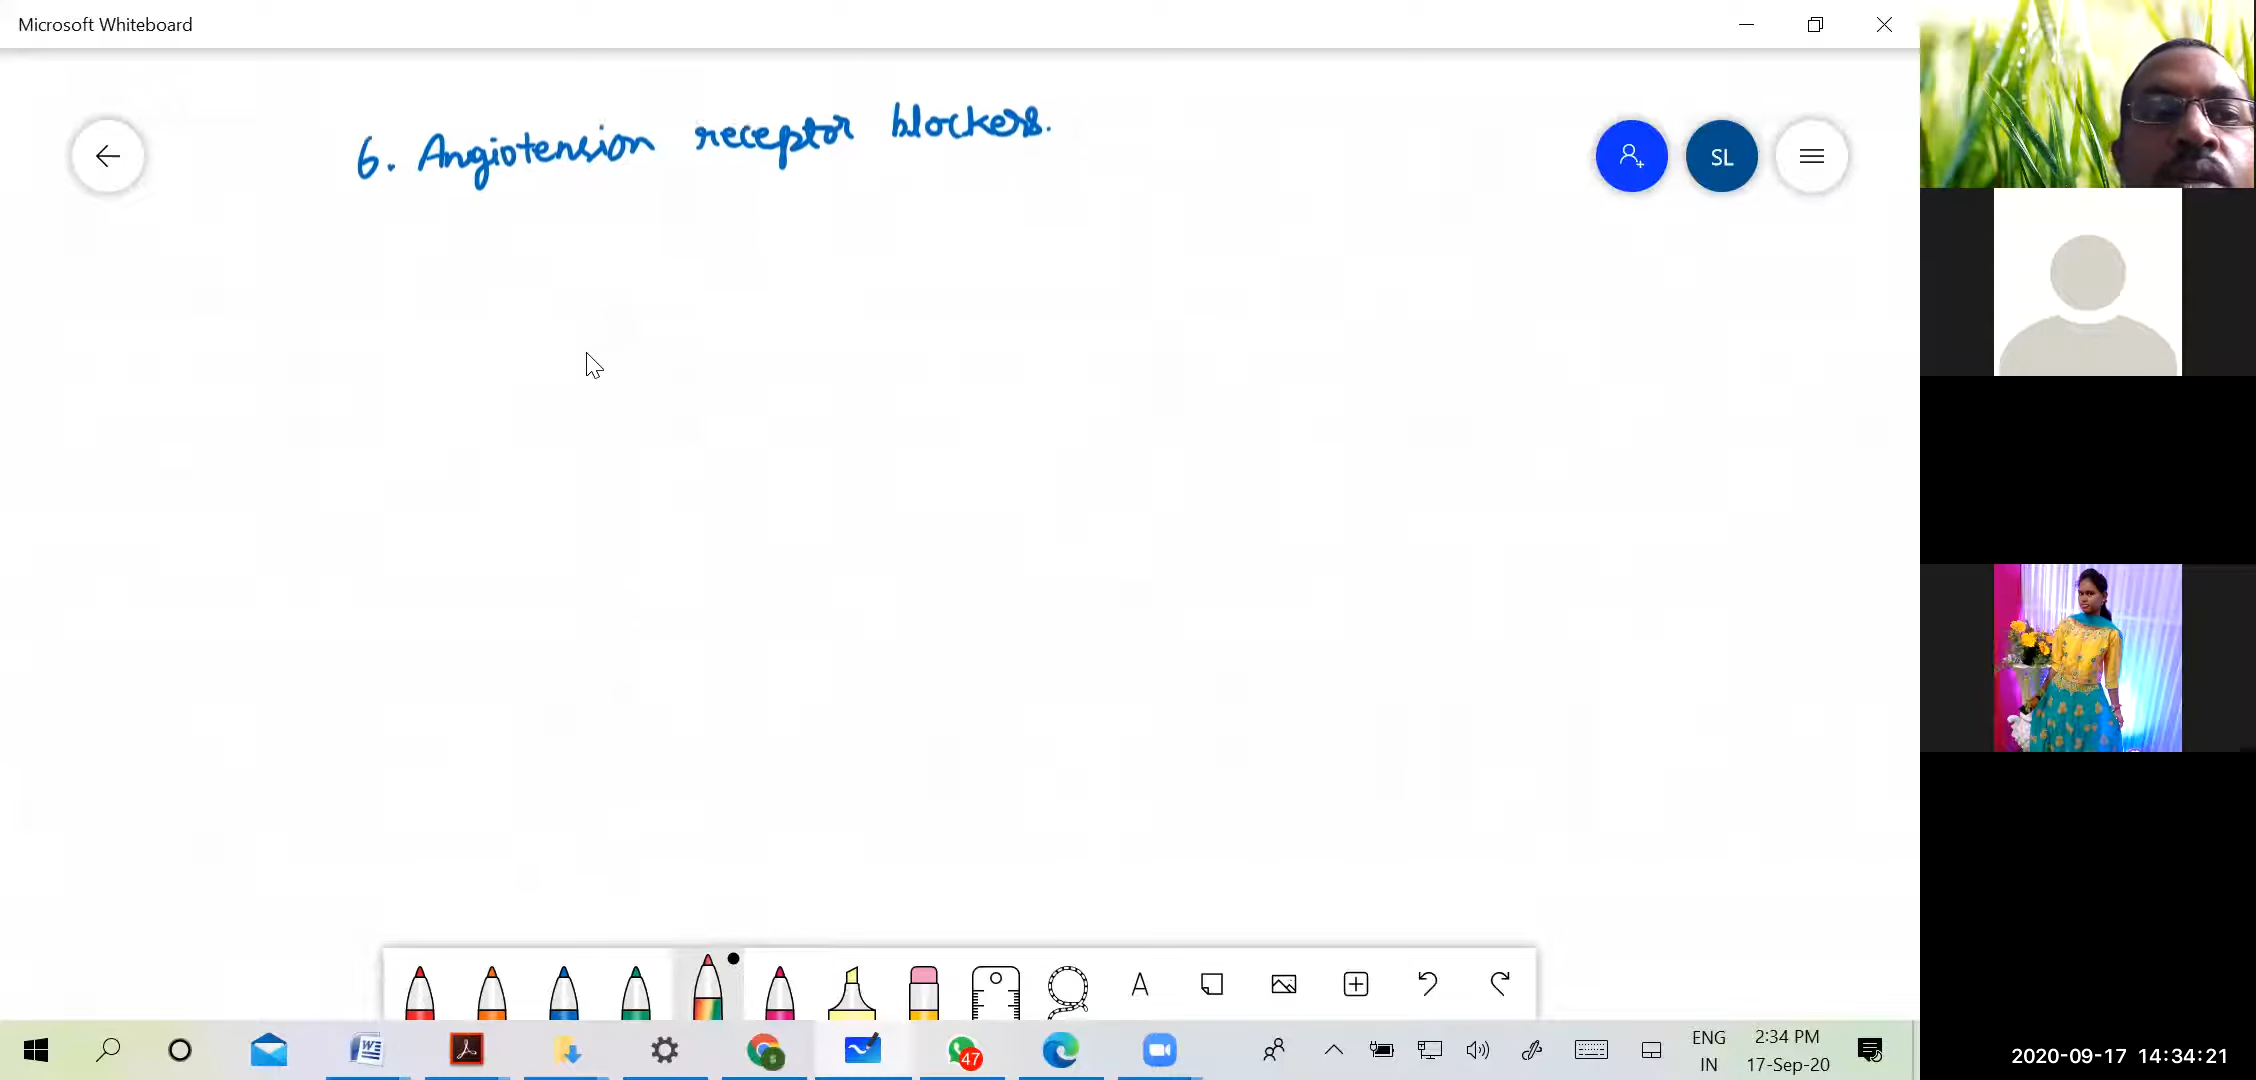 Microsoft Whiteboard
6. Angiotension receptor blockers.
SL
A
47
ENG
IN
2:34 PM
17-Sep-20
2020-09-17 14:34:21